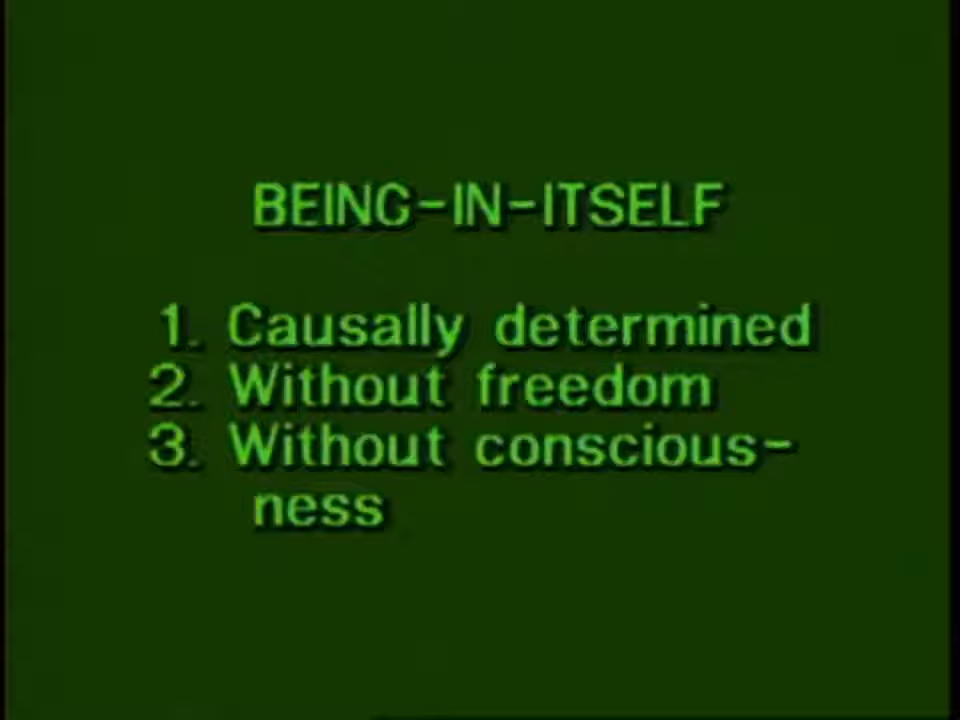 BEING-IN-ITSELF
1. Causally determined
2. Without freedom
3. Without conscious-
ness